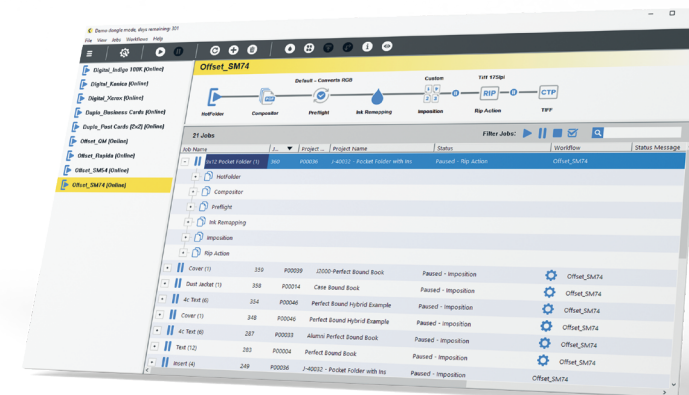 Demo dongle mode, days remaining: 301
File View Jobs Workflows Help
Digital_Indigo 100K [Online]
Digital_Konica [Online]
Digital_Xerox [Online]
Duplo_Business Cards [Online]
Duplo_Post Cards (2x2) [Online]
Offset_GM [Online]
Offset_Rapida [Online]
Offset_SM54 [Online]
Offset_SM74 [Online]
Offset_SM74
Default - Converts RGB
Custom
Tiff 175lpi
PDF
RIP
CTP
HotFolder
Compositor
Preflight
Ink Remapping
Imposition
Rip Action
TIFF
21 Jobs
Filter Jobs:
Job Name J... Project ... Project Name Status Workflow Status Message
9x12 Pocket Folder (1) 360 P00036 J-40032 - Pocket Folder with Ins Paused - Rip Action Offset_SM74
HotFolder
Compositor
Preflight
Ink Remapping
Imposition
Rip Action
Cover (1) 359 P00039 J2000-Perfect Bound Book Paused - Imposition Offset_SM74
Dust Jacket (1) 358 P00014 Case Bound Book Paused - Imposition Offset_SM74
4c Text (6) 354 P00046 Perfect Bound Hybrid Example Paused - Imposition Offset_SM74
Cover (1) 348 P00046 Perfect Bound Hybrid Example Paused - Imposition Offset_SM74
4c Text (8) 287 P00033 Alumni Perfect Bound Book Paused - Imposition Offset_SM74
Text (12) 283 P00004 Perfect Bound Book Paused - Imposition Offset_SM74
Insert (4) 249 P00036 J-40032 - Pocket Folder with Ins Paused - Imposition Offset_SM74